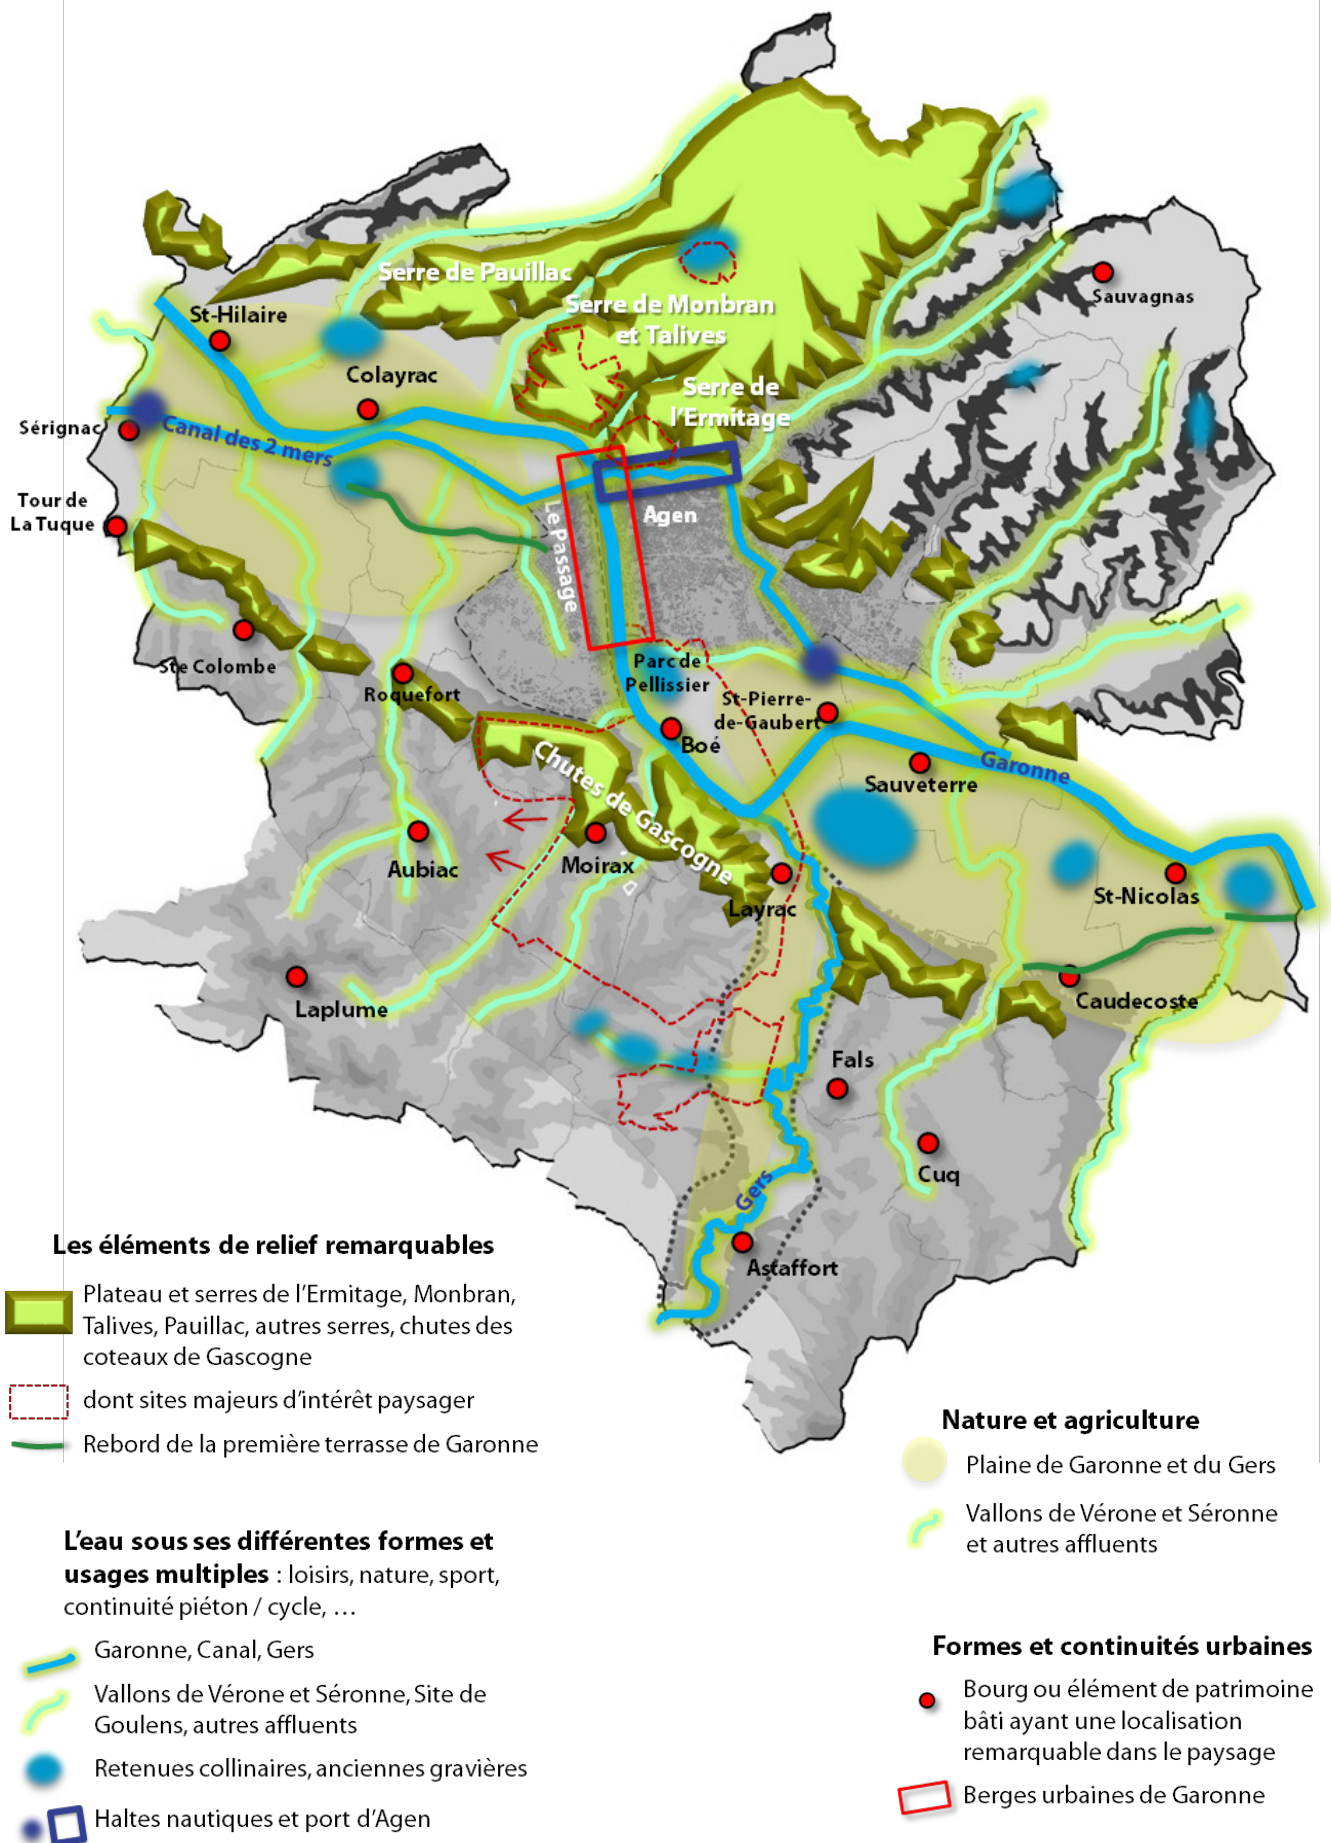 Serre de Pauillac
Sauvagnas
St-Hilaire
Serre de Monbran
et Talives
Colayrac
Serre de
l'Ermitage
Sérignac
Canal des 2 mers
Tour de
La Tuque
Agen
Le Passage
Ste Colombe
Roquefort
Parc de
Pellissier
St-Pierre-
de-Gaubert
Boé
Garonne
Sauveterre
Chutes de Gascogne
Aubiac
Moirax
Layrac
St-Nicolas
Laplume
Caudecoste
Fals
Cuq
Gers
Astaffort
Les éléments de relief remarquables
Plateau et serres de l'Ermitage, Monbran,
Talives, Pauillac, autres serres, chutes des
coteaux de Gascogne
dont sites majeurs d'intérêt paysager
Rebord de la première terrasse de Garonne
L'eau sous ses différentes formes et
usages multiples : loisirs, nature, sport,
continuité piéton / cycle, …
Garonne, Canal, Gers
Vallons de Vérone et Séronne, Site de
Goulens, autres affluents
Retenues collinaires, anciennes gravières
Haltes nautiques et port d'Agen
Nature et agriculture
Plaine de Garonne et du Gers
Vallons de Vérone et Séronne
et autres affluents
Formes et continuités urbaines
Bourg ou élément de patrimoine
bâti ayant une localisation
remarquable dans le paysage
Berges urbaines de Garonne